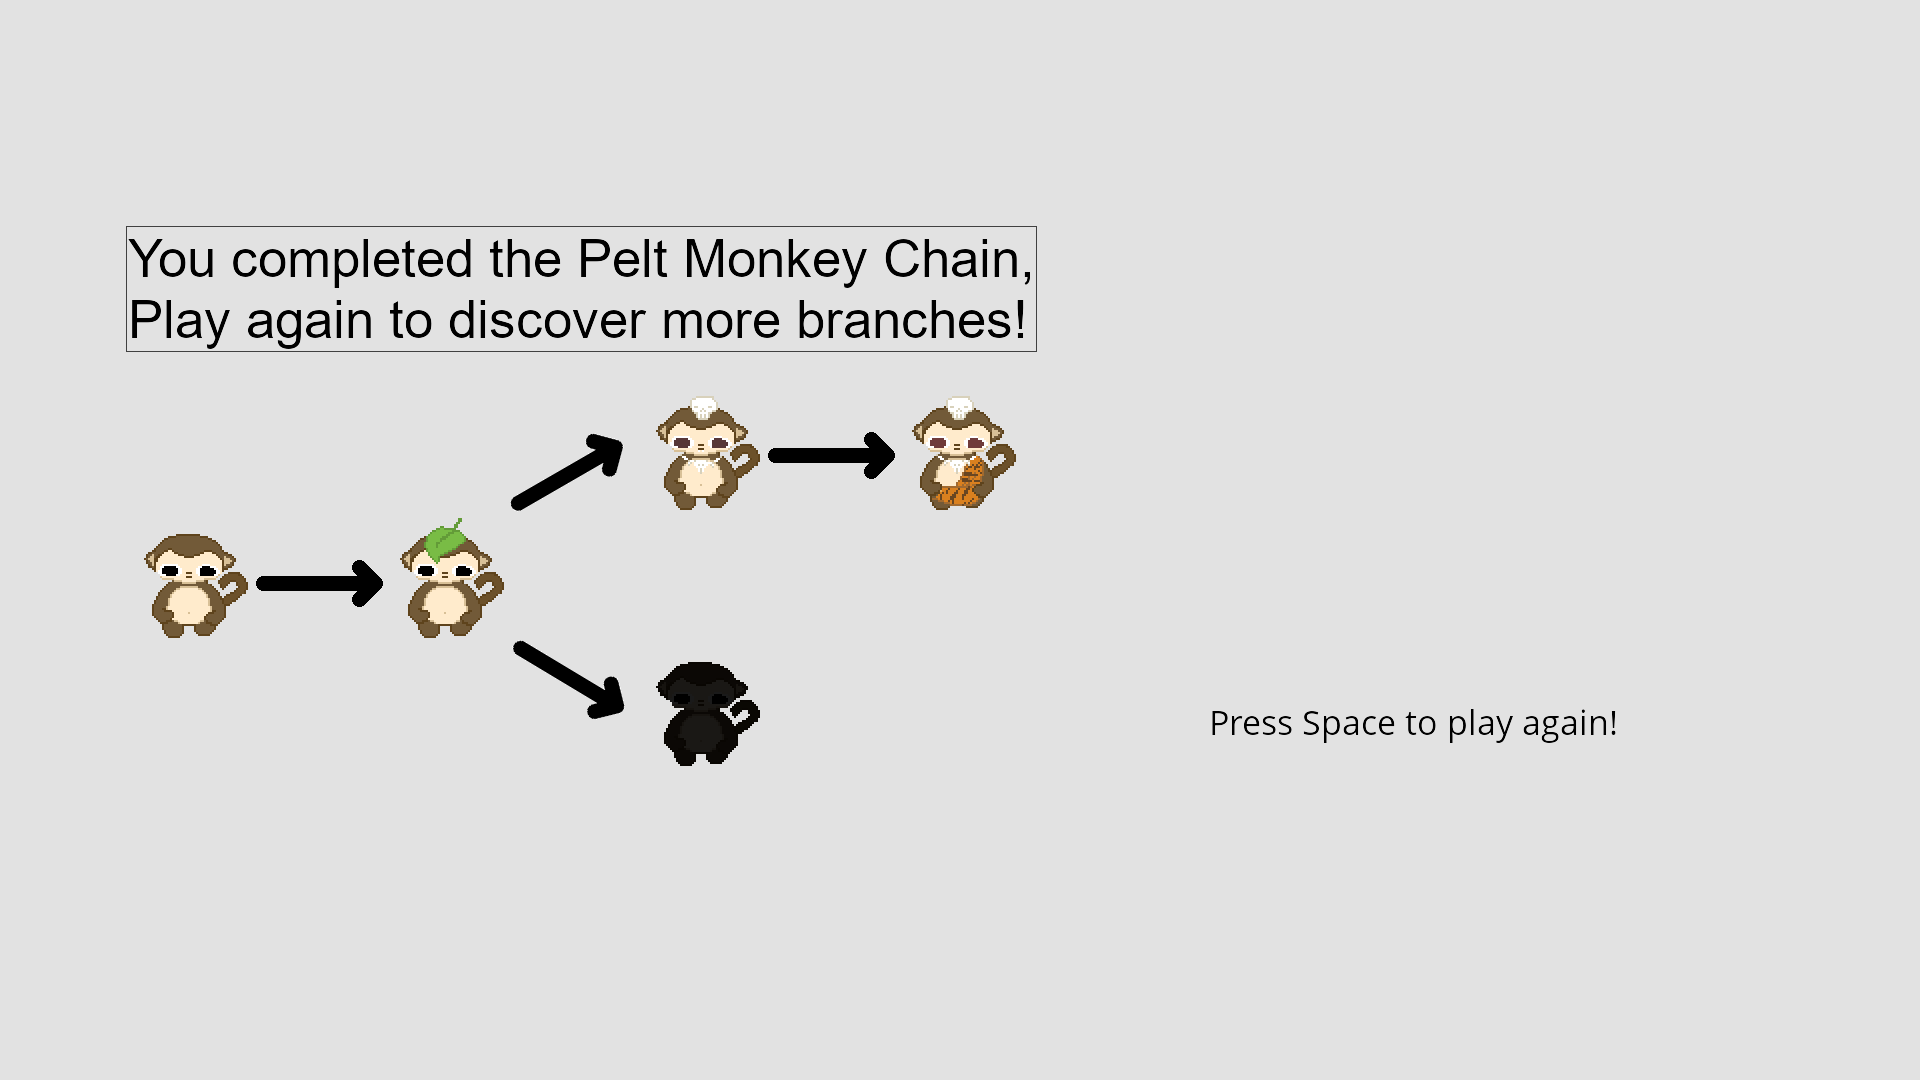 You completed the Pelt Monkey Chain,
Play again to discover more branches!
Press Space to play again!